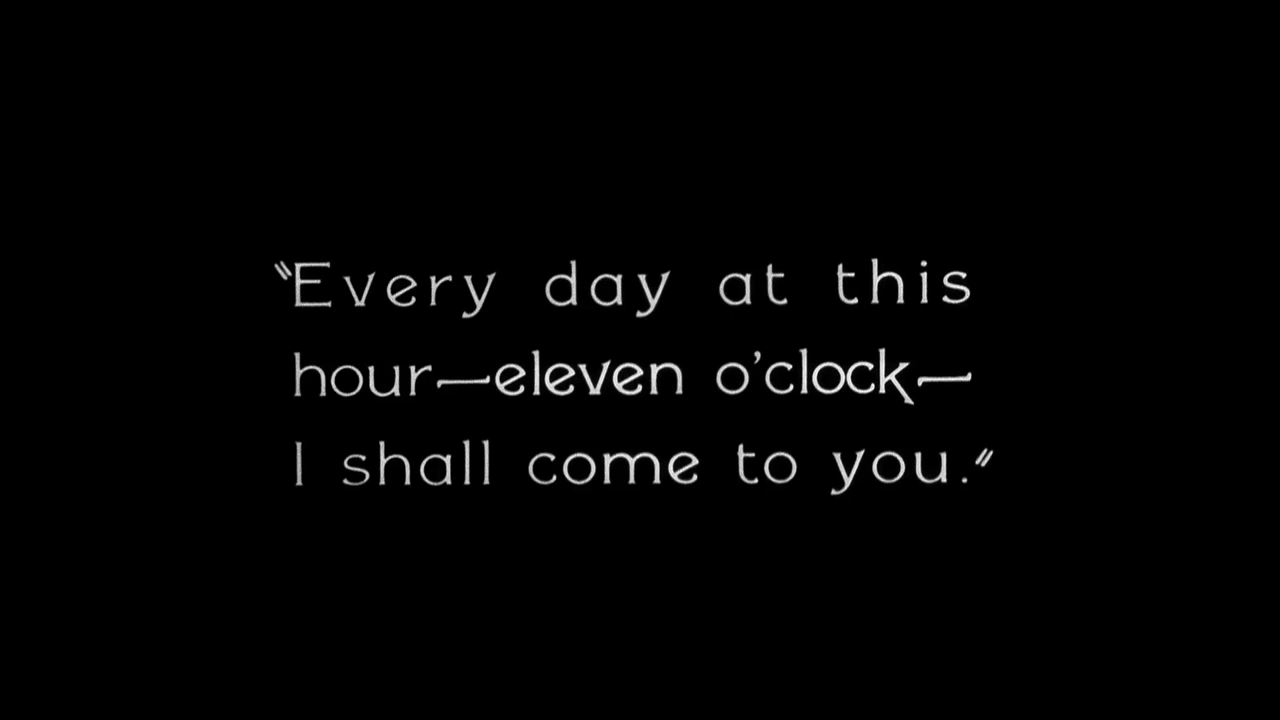 "Every day at this
hour—eleven o'clock—
I shall come to you."